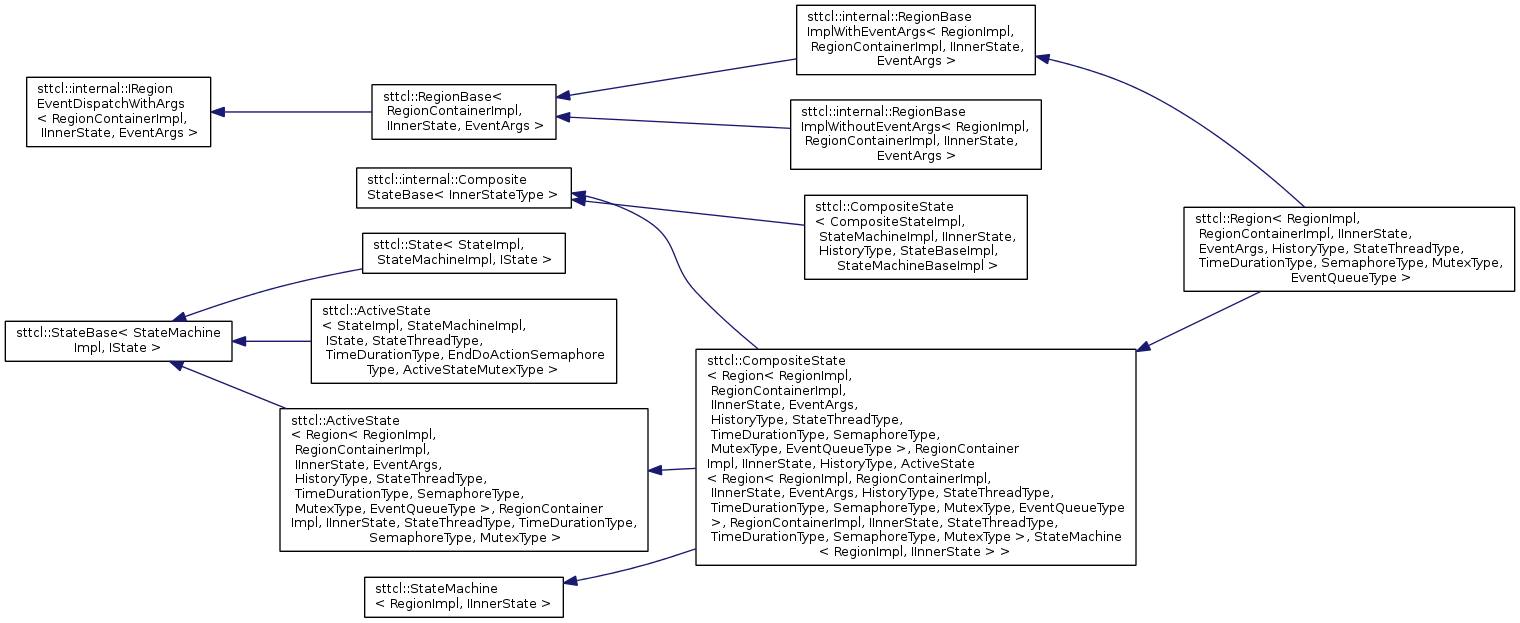 sttcl::internal::RegionBase
ImplWithEventArgs< RegionImpl,
RegionContainerImpl, IInnerState,
EventArgs >
sttcl::internal::IRegion
EventDispatchWithArgs
< RegionContainerImpl,
IInnerState, EventArgs >
sttcl::RegionBase<
RegionContainerImpl,
IInnerState, EventArgs >
sttcl::internal::RegionBase
ImplWithoutEventArgs< RegionImpl,
RegionContainerImpl, IInnerState,
EventArgs >
sttcl::internal::Composite
StateBase< InnerStateType >
sttcl::CompositeState
< CompositeStateImpl,
StateMachineImpl, IInnerState,
HistoryType, StateBaseImpl,
StateMachineBaseImpl >
sttcl::Region< RegionImpl,
RegionContainerImpl, IInnerState,
EventArgs, HistoryType, StateThreadType,
TimeDurationType, SemaphoreType, MutexType,
EventQueueType >
sttcl::State< StateImpl,
StateMachineImpl, IState >
sttcl::StateBase< StateMachine
Impl, IState >
sttcl::ActiveState
< StateImpl, StateMachineImpl,
IState, StateThreadType,
TimeDurationType, EndDoActionSemaphore
Type, ActiveStateMutexType >
sttcl::ActiveState
< Region< RegionImpl,
RegionContainerImpl,
IInnerState, EventArgs,
HistoryType, StateThreadType,
TimeDurationType, SemaphoreType,
MutexType, EventQueueType >, RegionContainer
Impl, IInnerState, StateThreadType, TimeDurationType,
SemaphoreType, MutexType >
sttcl::CompositeState
< Region< RegionImpl,
RegionContainerImpl,
IInnerState, EventArgs,
HistoryType, StateThreadType,
TimeDurationType, SemaphoreType,
MutexType, EventQueueType >, RegionContainer
Impl, IInnerState, HistoryType, ActiveState
< Region< RegionImpl, RegionContainerImpl,
IInnerState, EventArgs, HistoryType, StateThreadType,
TimeDurationType, SemaphoreType, MutexType, EventQueueType
>, RegionContainerImpl, IInnerState, StateThreadType,
TimeDurationType, SemaphoreType, MutexType >, StateMachine
< RegionImpl, IInnerState > >
sttcl::StateMachine
< RegionImpl, IInnerState >